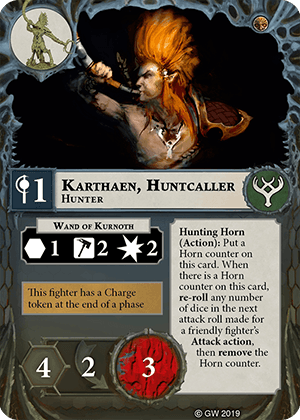 1 KARTHAEN, HUNTCALLER
HUNTER
WAND OF KURNOTH
1 2 2
This fighter has a Charge
token at the end of a phase
Hunting Horn
(Action): Put a
Horn counter on
this card. When
there is a Horn
counter on this card,
re-roll any number
of dice in the next
attack roll made for
a friendly fighter's
Attack action,
then remove the
Horn counter.
4 2 3
© GW 2019